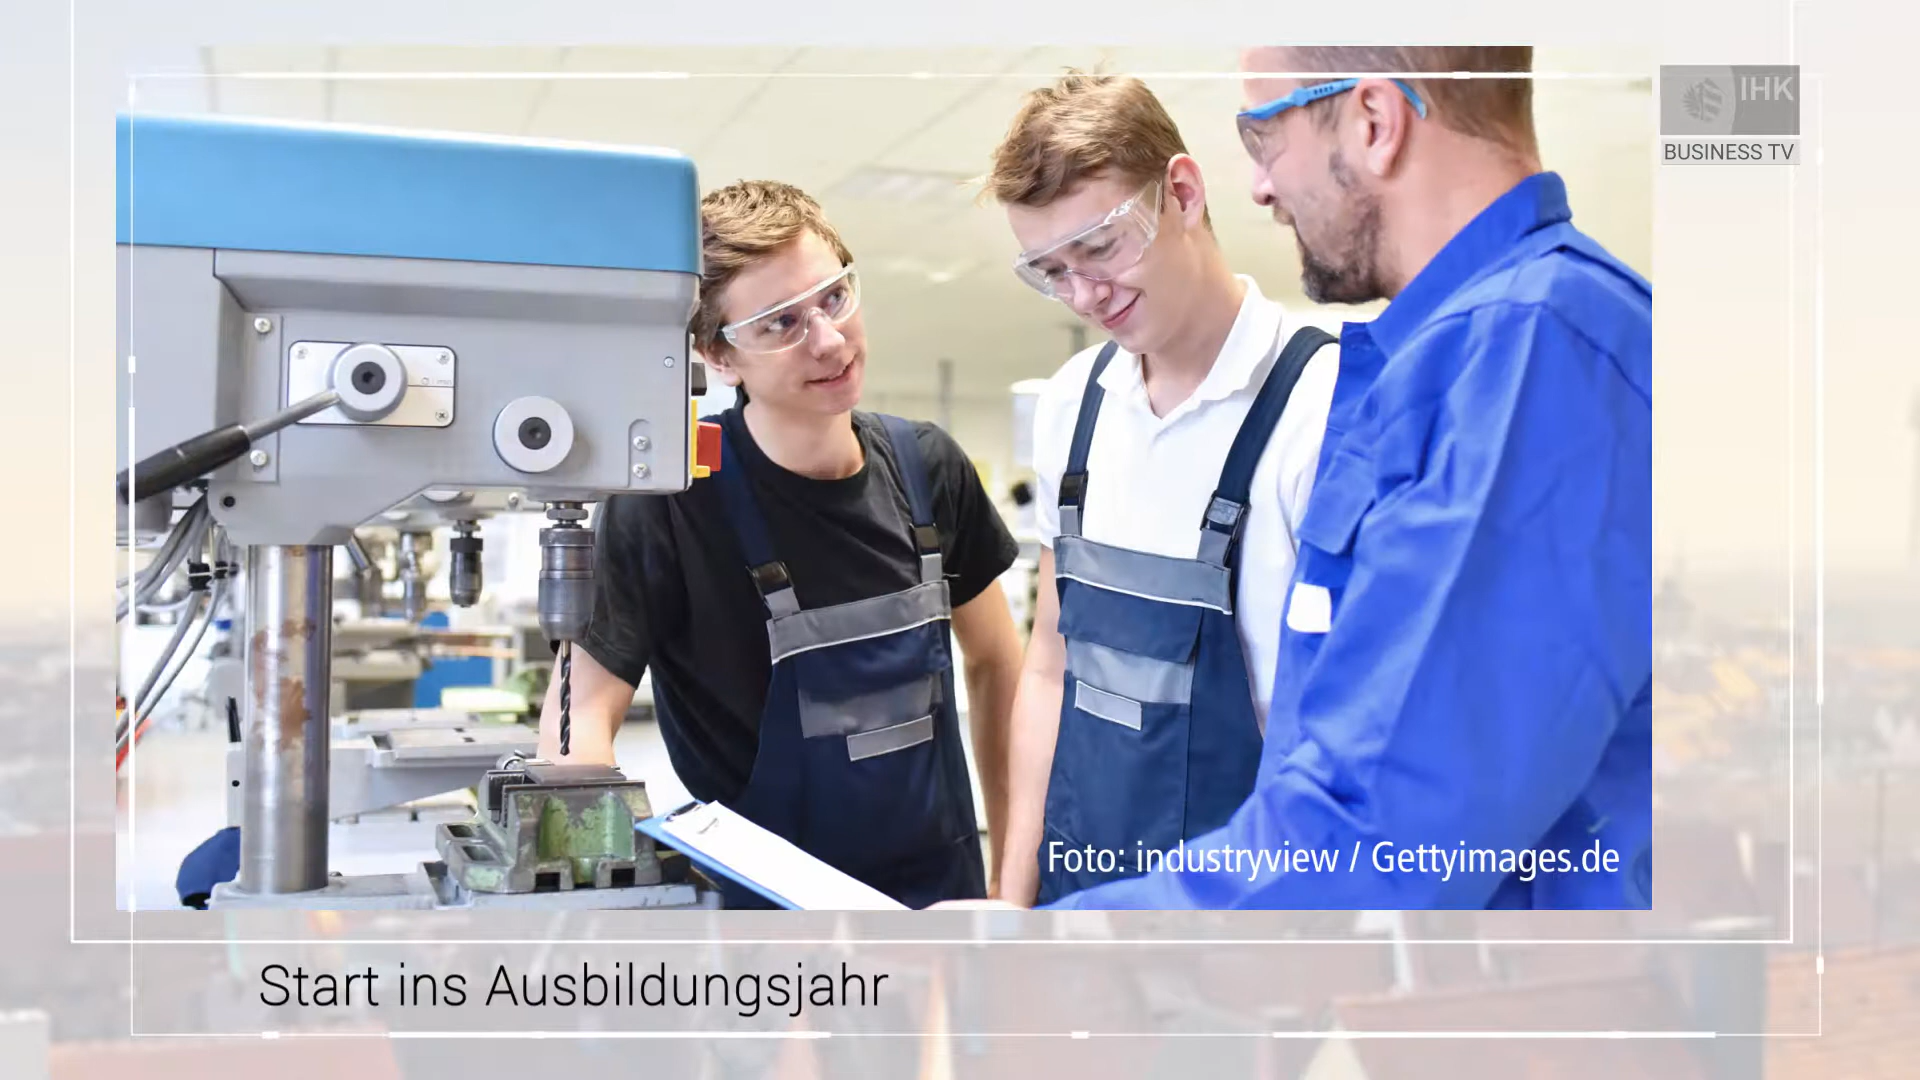 IHK
BUSINESS TV
Foto: industryview / Gettyimages.de
Start ins Ausbildungsjahr